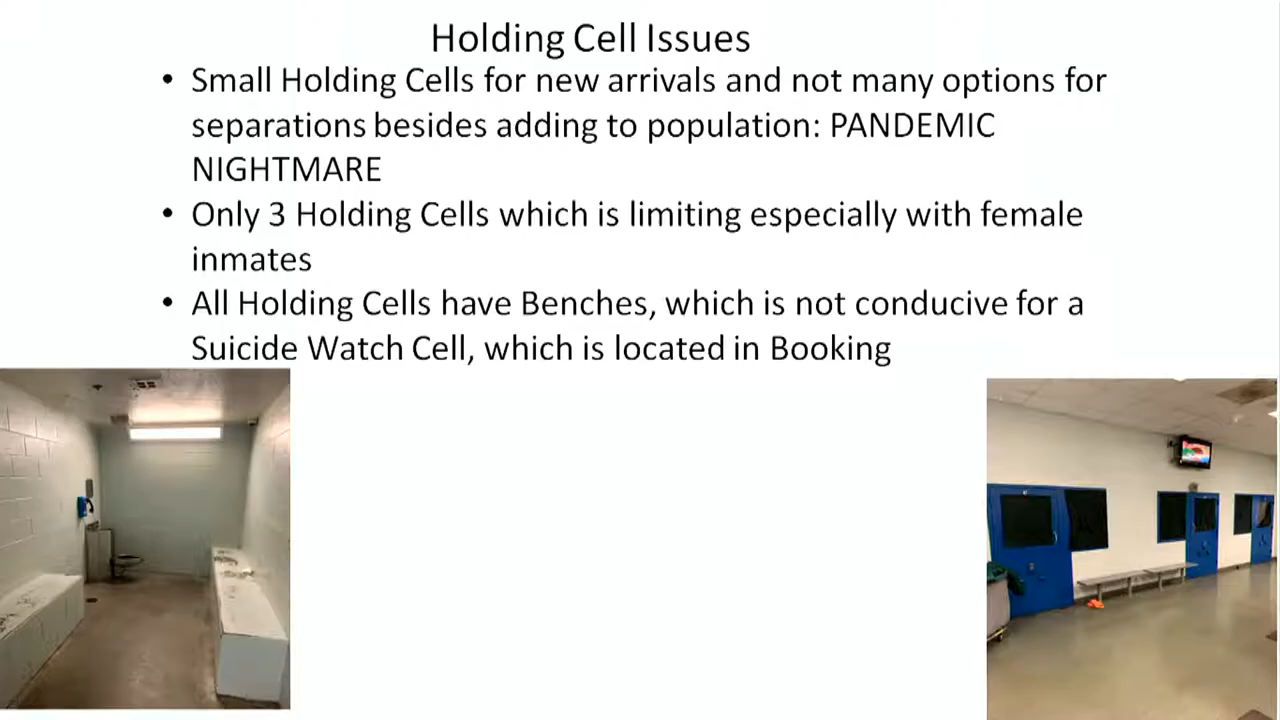 Holding Cell Issues
• Small Holding Cells for new arrivals and not many options for
separations besides adding to population: PANDEMIC
NIGHTMARE
• Only 3 Holding Cells which is limiting especially with female
inmates
• All Holding Cells have Benches, which is not conducive for a
Suicide Watch Cell, which is located in Booking